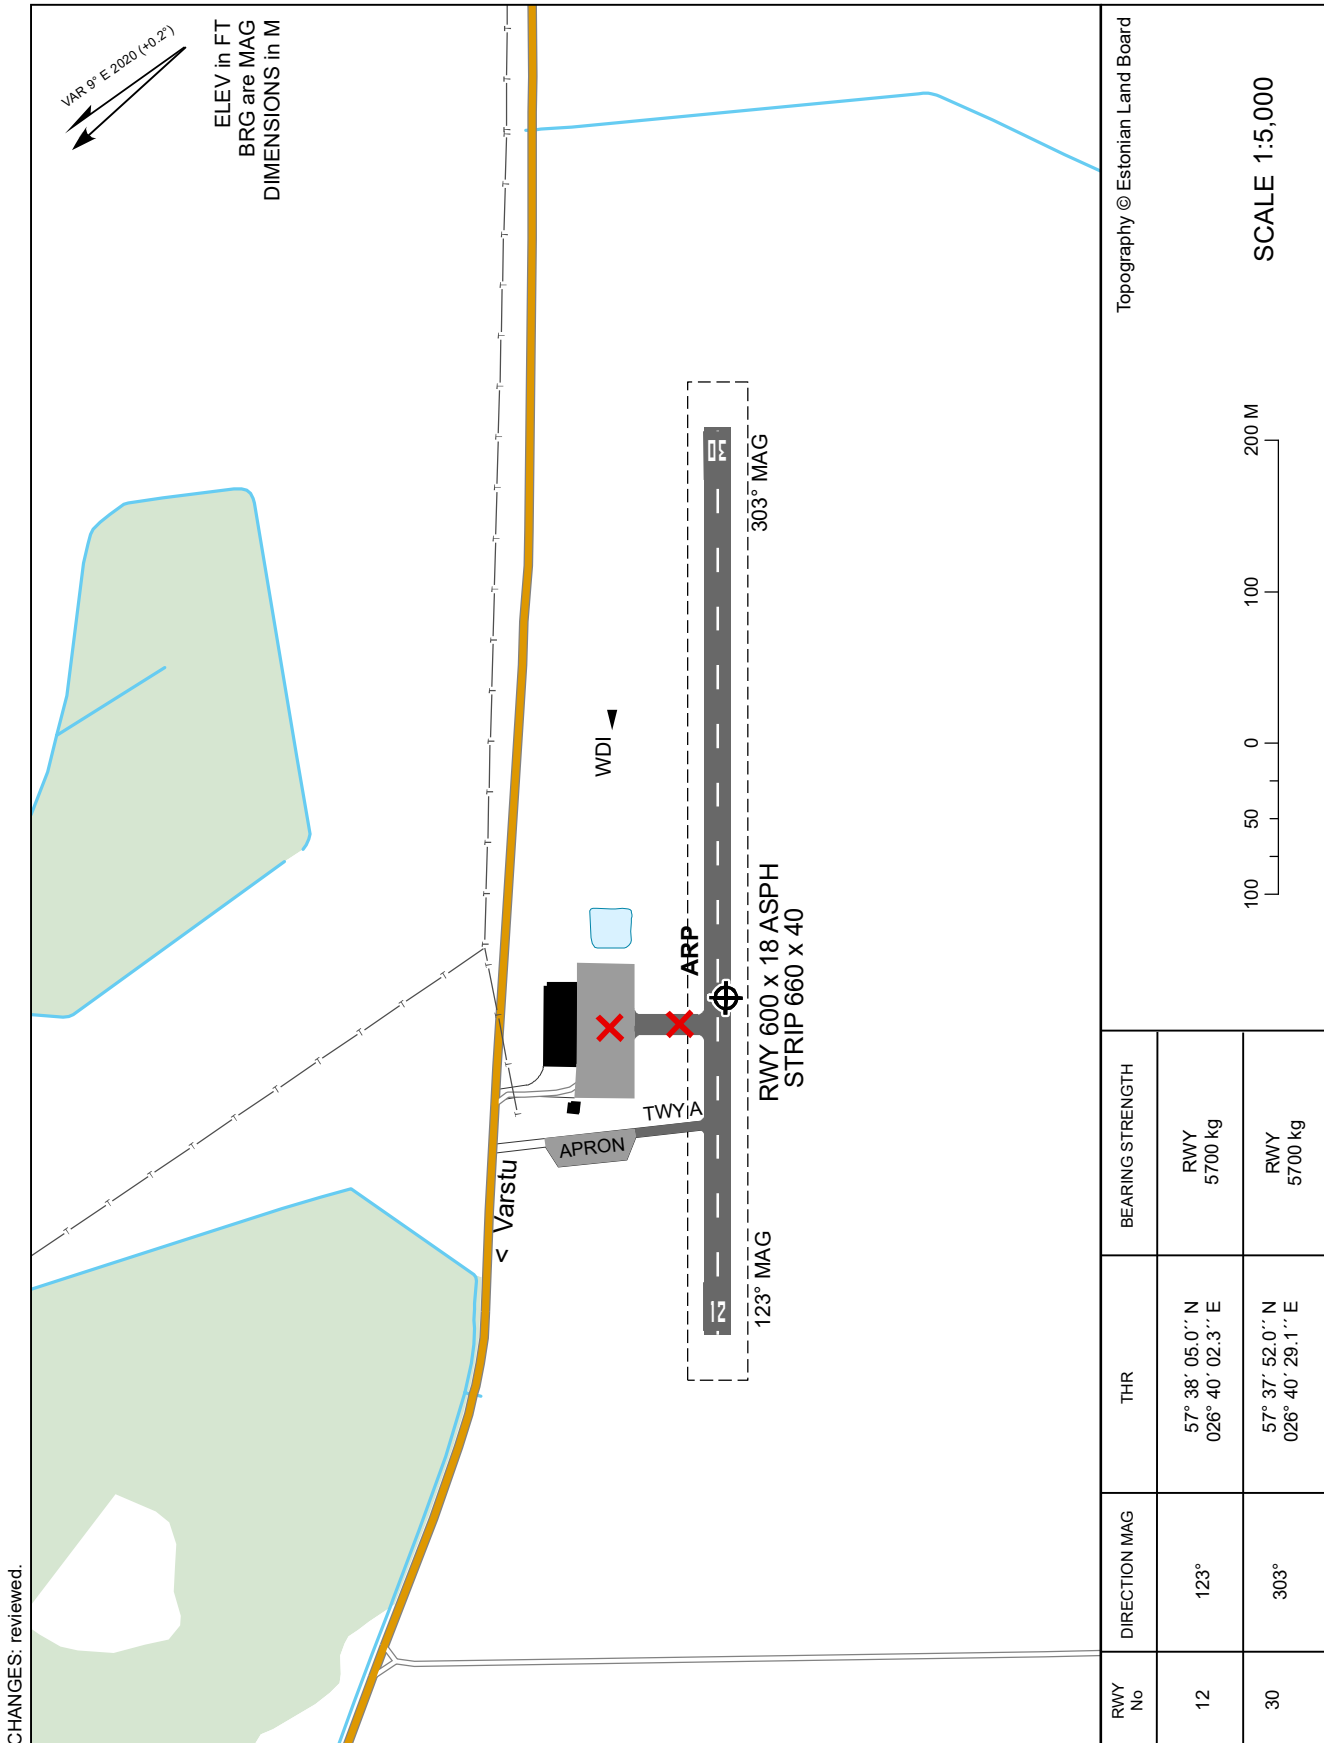 CHANGES: reviewed.
VAR 9° E 2020 (+0.2°)
ELEV in FT
BRG are MAG
DIMENSIONS in M
< Varstu
APRON
TWY A
WDI
ARP
12
30
123° MAG
303° MAG
RWY 600 x 18 ASPH
STRIP 660 x 40
RWY No
DIRECTION MAG
THR
BEARING STRENGTH
12
123°
57° 38´ 05.0´´ N
026° 40´ 02.3´´ E
RWY
5700 kg
30
303°
57° 37´ 52.0´´ N
026° 40´ 29.1´´ E
RWY
5700 kg
Topography © Estonian Land Board
100 50 0 100 200 M
SCALE 1:5,000